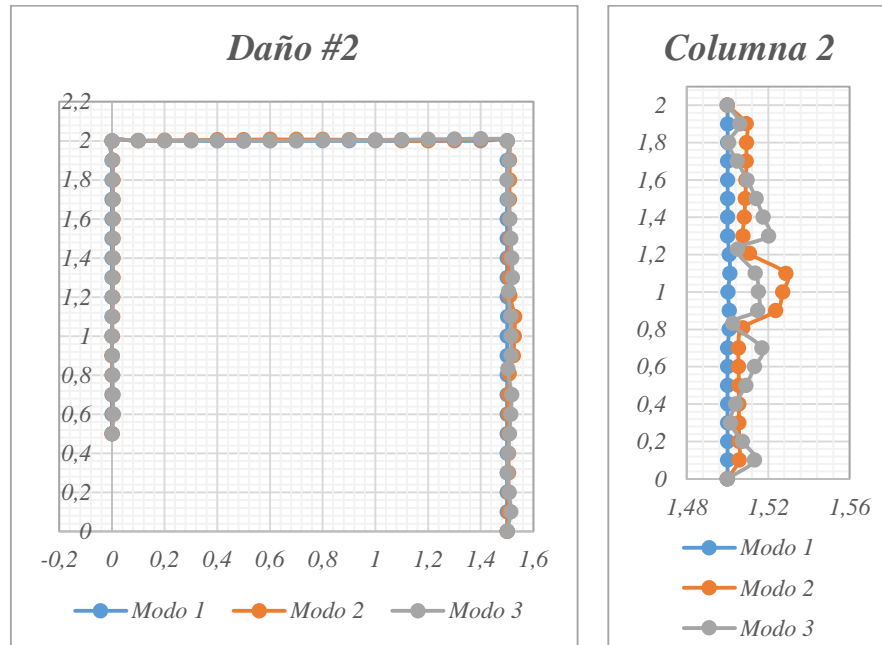 Daño #2
2,2
2
1,8
1,6
1,4
1,2
1
0,8
0,6
0,4
0,2
0
-0,2 0 0,2 0,4 0,6 0,8 1 1,2 1,4 1,6
Modo 1 Modo 2 Modo 3
Columna 2
2
1,8
1,6
1,4
1,2
1
0,8
0,6
0,4
0,2
0
1,48 1,52 1,56
Modo 1
Modo 2
Modo 3